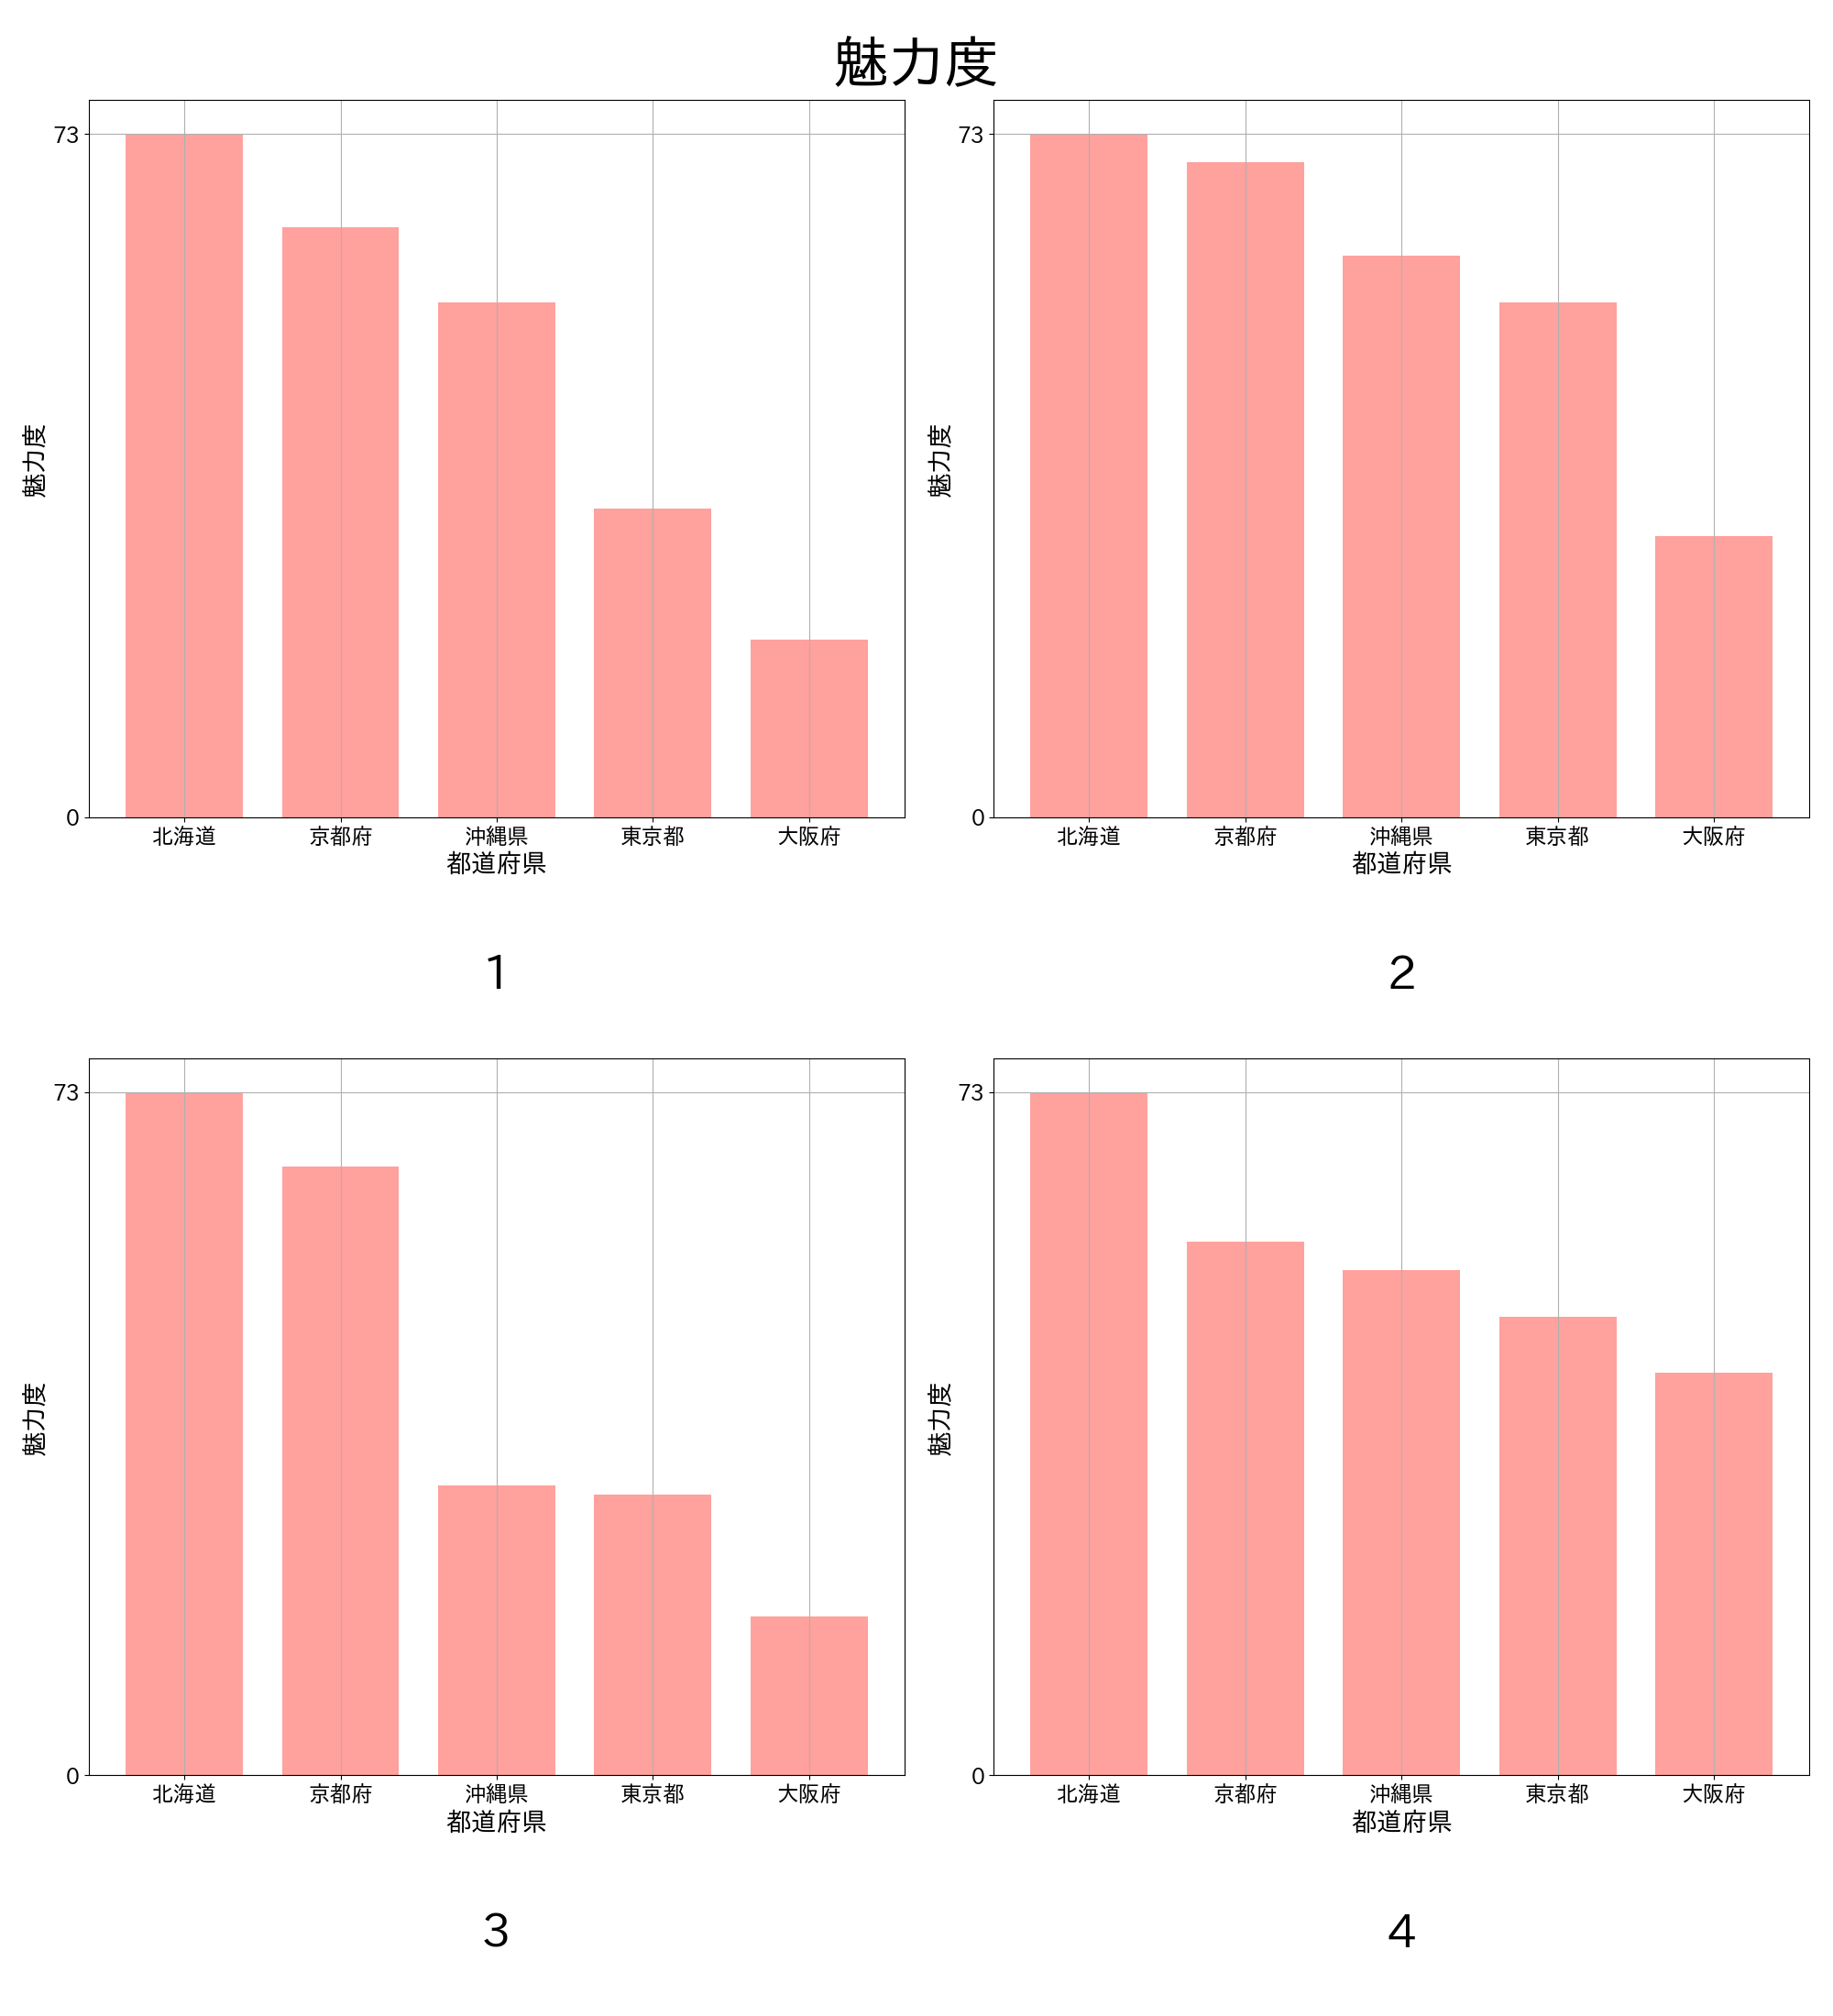 魅力度
73
0
魅力度
北海道 京都府 沖縄県 東京都 大阪府
都道府県
1
73
0
魅力度
北海道 京都府 沖縄県 東京都 大阪府
都道府県
2
73
0
魅力度
北海道 京都府 沖縄県 東京都 大阪府
都道府県
3
73
0
魅力度
北海道 京都府 沖縄県 東京都 大阪府
都道府県
4